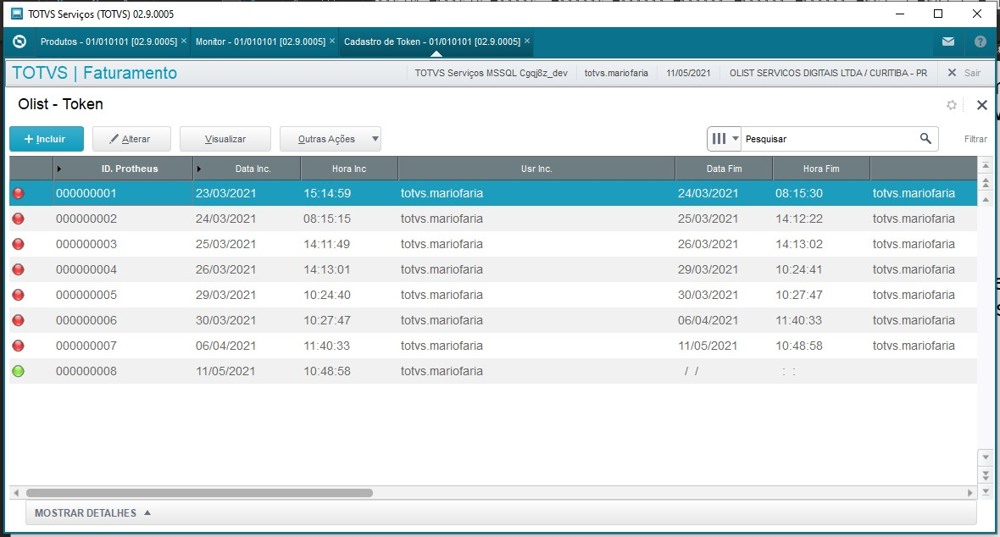 TOTVS Serviços (TOTVS) 02.9.0005
Produtos - 01/010101 [02.9.0005] × Monitor - 01/010101 [02.9.0005] × Cadastro de Token - 01/010101 [02.9.0005] ×
TOTVS | Faturamento TOTVS Serviços MSSQL Cgqj8z_dev totvs.mariofaria 11/05/2021 OLIST SERVICOS DIGITAIS LTDA / CURITIBA - PR Sair
Olist - Token
+ Incluir Alterar Visualizar Outras Ações Pesquisar Filtrar
ID. Protheus Data Inc. Hora Inc Usr Inc. Data Fim Hora Fim
000000001 23/03/2021 15:14:59 totvs.mariofaria 24/03/2021 08:15:30 totvs.mariofaria
000000002 24/03/2021 08:15:15 totvs.mariofaria 25/03/2021 14:12:22 totvs.mariofaria
000000003 25/03/2021 14:11:49 totvs.mariofaria 26/03/2021 14:13:02 totvs.mariofaria
000000004 26/03/2021 14:13:01 totvs.mariofaria 29/03/2021 10:24:41 totvs.mariofaria
000000005 29/03/2021 10:24:40 totvs.mariofaria 30/03/2021 10:27:47 totvs.mariofaria
000000006 30/03/2021 10:27:47 totvs.mariofaria 06/04/2021 11:40:33 totvs.mariofaria
000000007 06/04/2021 11:40:33 totvs.mariofaria 11/05/2021 10:48:58 totvs.mariofaria
000000008 11/05/2021 10:48:58 totvs.mariofaria / / : :
MOSTRAR DETALHES